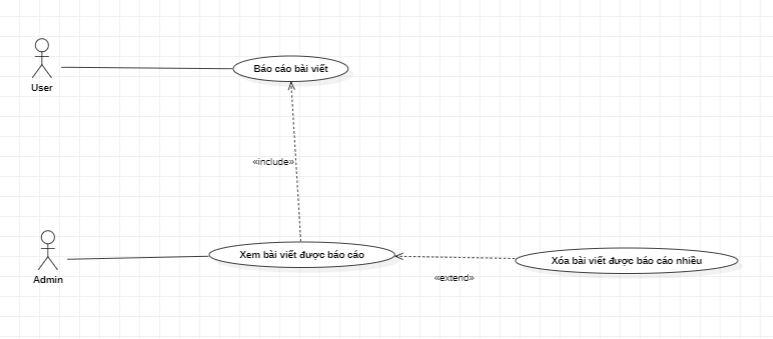 Báo cáo bài viết
User
«include»
Xem bài viết được báo cáo
Xóa bài viết được báo cáo nhiều
Admin
«extend»